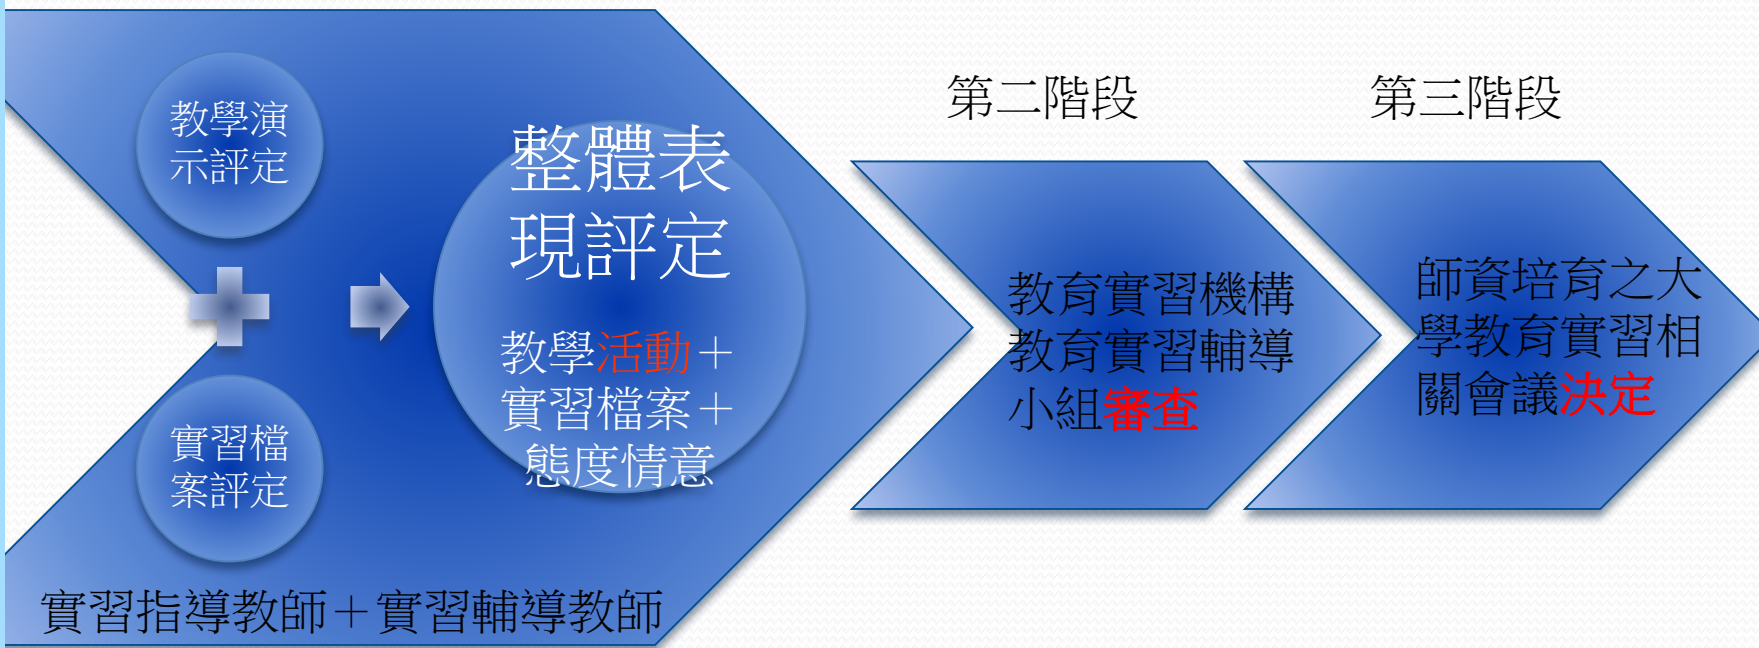 教學演
示評定
實習檔
案評定
整體表
現評定
教學活動＋
實習檔案＋
態度情意
實習指導教師＋實習輔導教師
第二階段
教育實習機構
教育實習輔導
小組審查
第三階段
師資培育之大
學教育實習相
關會議決定